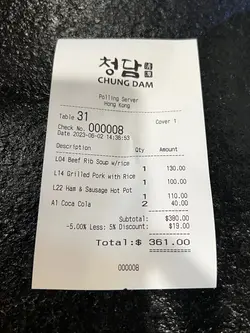 청담
CHUNG DAM
Polling Server
Hong Kong
Table 31 Cover 1
Check No. 000008
Date 2023-06-02 14:36:53
Description Qty Amount
L04 Beef Rib Soup w/rice 1 130.00
L14 Grilled Pork with Rice 1 100.00
L22 Ham & Sausage Hot Pot 1 110.00
A1 Coca Cola 2 40.00
Subtotal: $380.00
-5.00% Less: 5% Discount: $19.00
Total:$ 361.00
000008